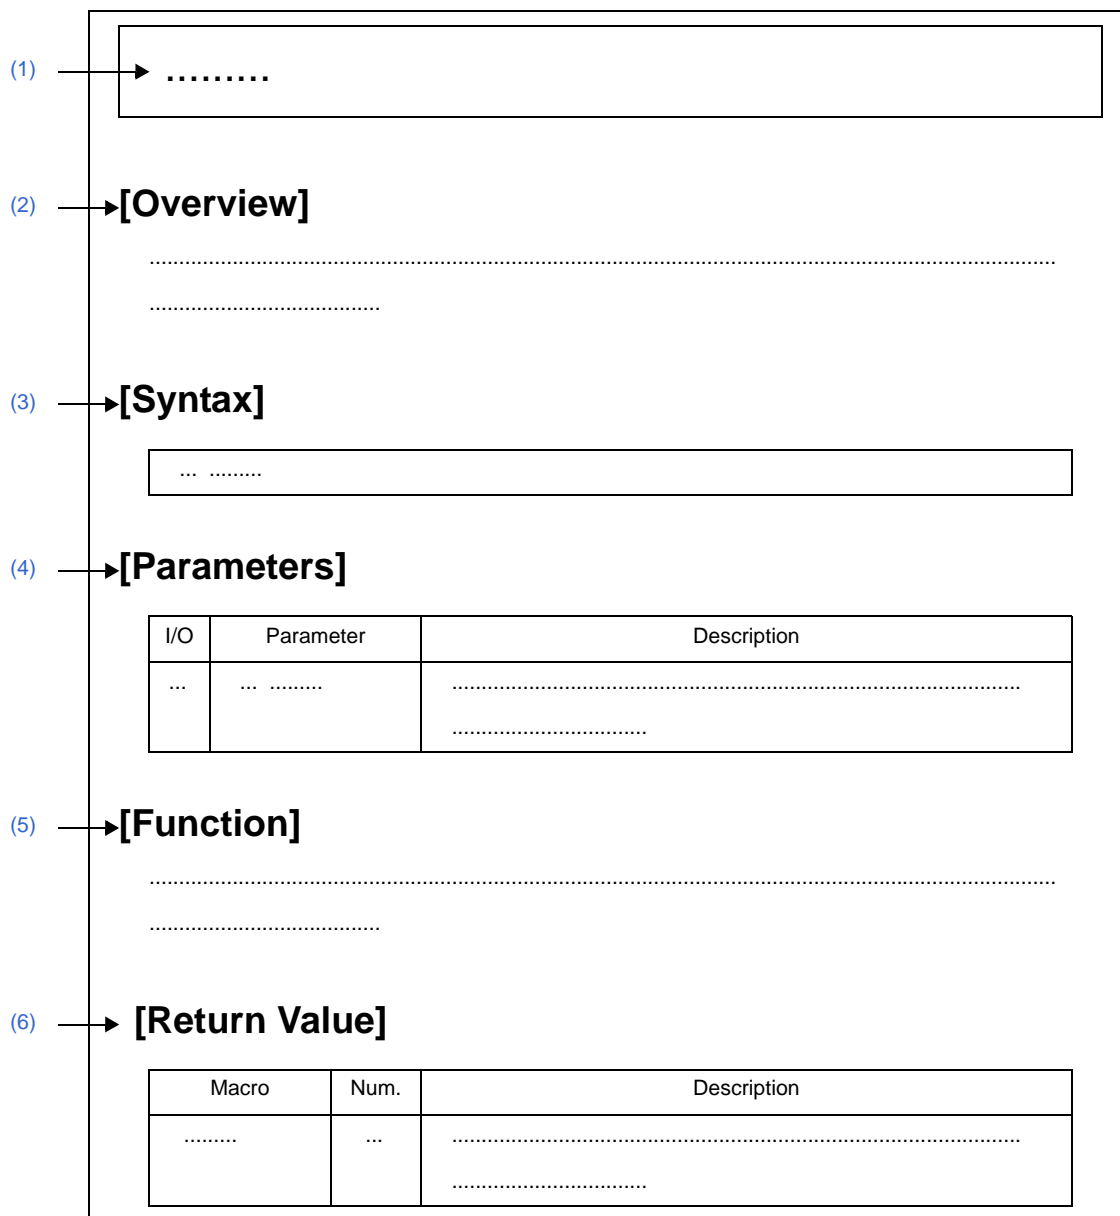 (1) .........
(2) [Overview]
.........................................................................................................................................................
.......................................
(3) [Syntax]
... .........
(4) [Parameters]
I/O Parameter Description
... ... ......... ................................................................................................
.................................
(5) [Function]
.........................................................................................................................................................
.......................................
(6) [Return Value]
Macro Num. Description
......... ... ................................................................................................
.................................